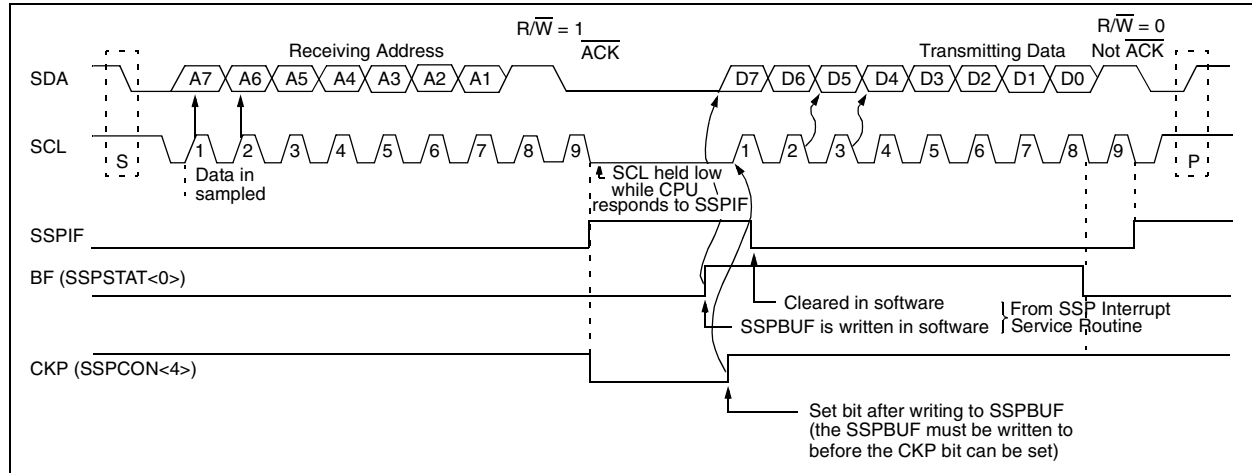 R/W = 1
ACK
R/W = 0
Receiving Address
Transmitting Data
Not ACK
SDA
A7 A6 A5 A4 A3 A2 A1
D7 D6 D5 D4 D3 D2 D1 D0
SCL
S
1 2 3 4 5 6 7 8 9
1 2 3 4 5 6 7 8 9
P
Data in
sampled
SCL held low
while CPU
responds to SSPIF
SSPIF
BF (SSPSTAT<0>)
Cleared in software
SSPBUF is written in software
From SSP Interrupt
Service Routine
CKP (SSPCON<4>)
Set bit after writing to SSPBUF
(the SSPBUF must be written to
before the CKP bit can be set)